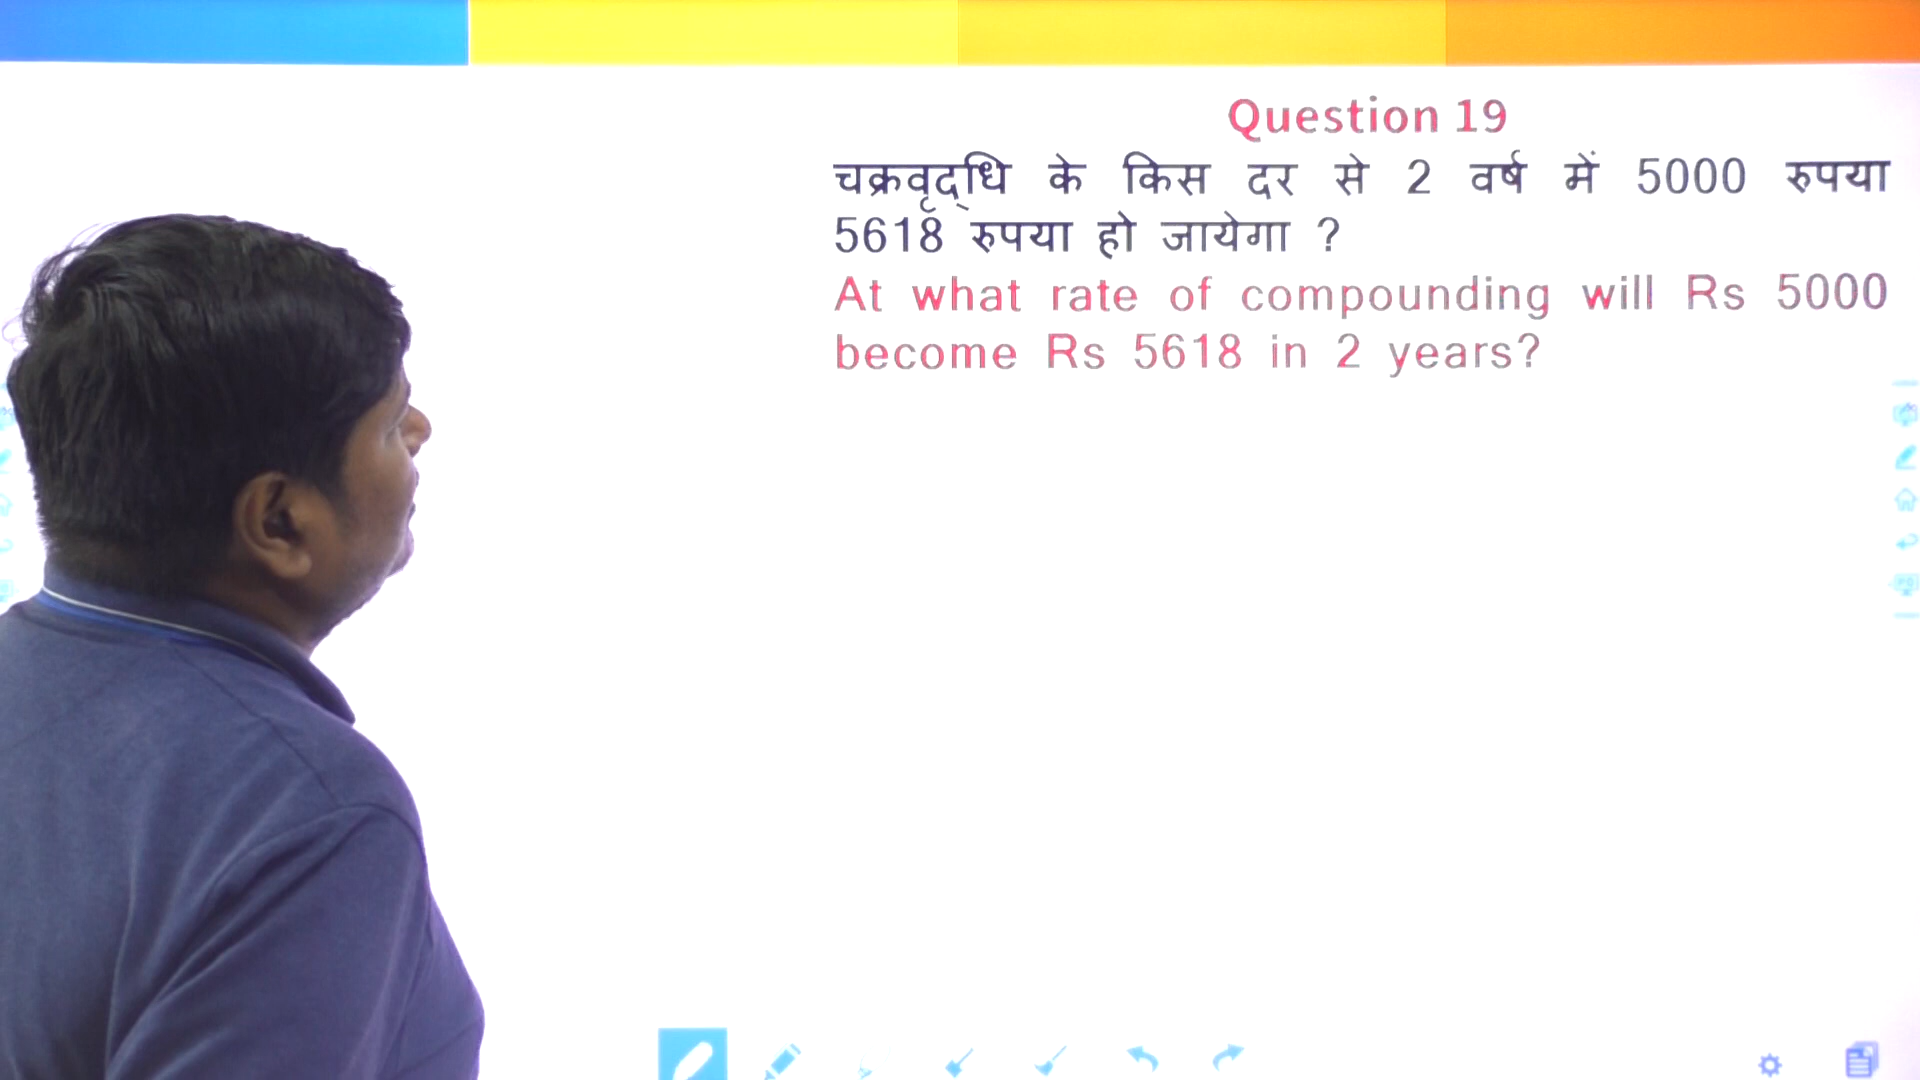 Question 19
चक्रवृद्धि के किस दर से 2 वर्ष में 5000 रुपया
5618 रुपया हो जायेगा ?
At what rate of compounding will Rs 5000
become Rs 5618 in 2 years?